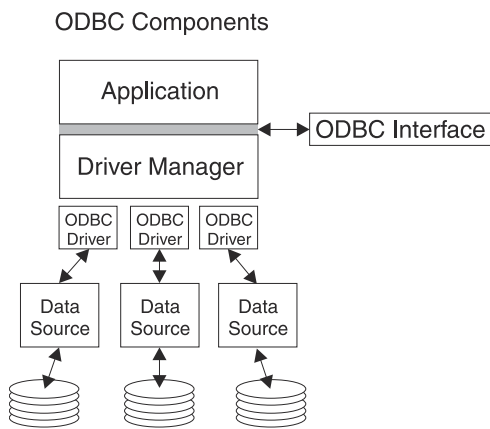 ODBC Components
Application
ODBC Interface
Driver Manager
ODBC
Driver
ODBC
Driver
ODBC
Driver
Data
Source
Data
Source
Data
Source